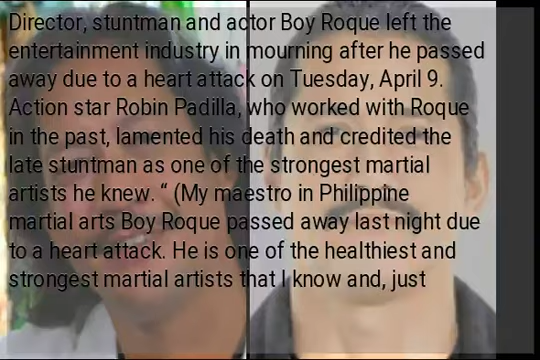 Director, stuntman and actor Boy Roque left the
entertainment industry in mourning after he passed
away due to a heart attack on Tuesday, April 9.
Action star Robin Padilla, who worked with Roque
in the past, lamented his death and credited the
late stuntman as one of the strongest martial
artists he knew. “ (My maestro in Philippine
martial arts Boy Roque passed away last night due
to a heart attack. He is one of the healthiest and
strongest martial artists that I know and, just